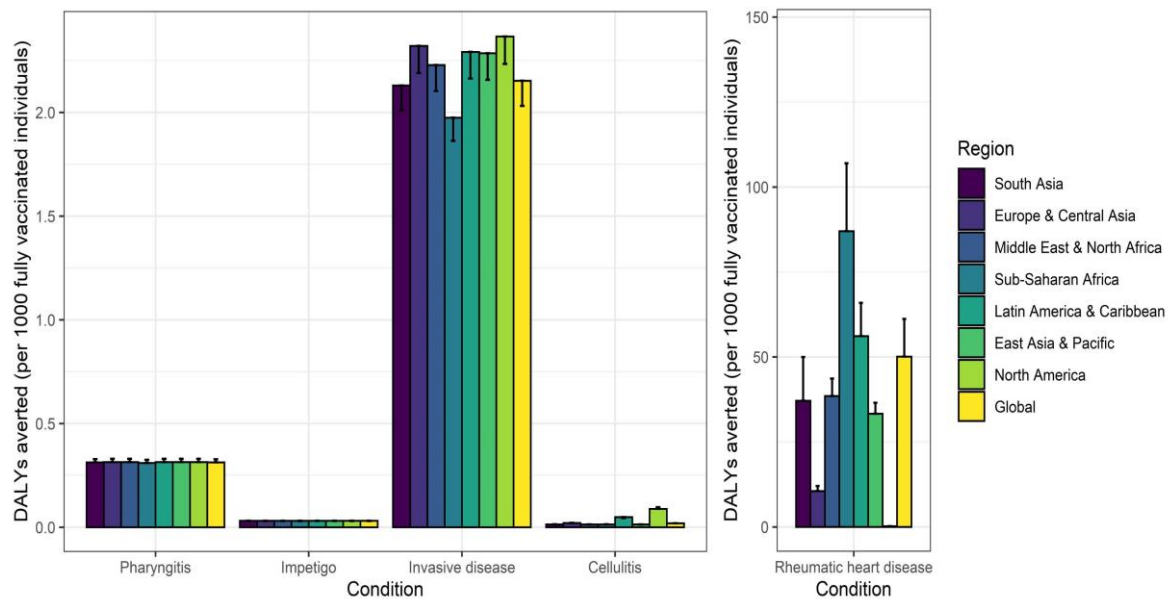 DALYs averted (per 1000 fully vaccinated individuals)
2.0
1.5
1.0
0.5
0.0
Pharyngitis
Impetigo
Invasive disease
Cellulitis
Condition
DALYs averted (per 1000 fully vaccinated individuals)
150
100
50
0
Rheumatic heart disease
Condition
Region
South Asia
Europe & Central Asia
Middle East & North Africa
Sub-Saharan Africa
Latin America & Caribbean
East Asia & Pacific
North America
Global